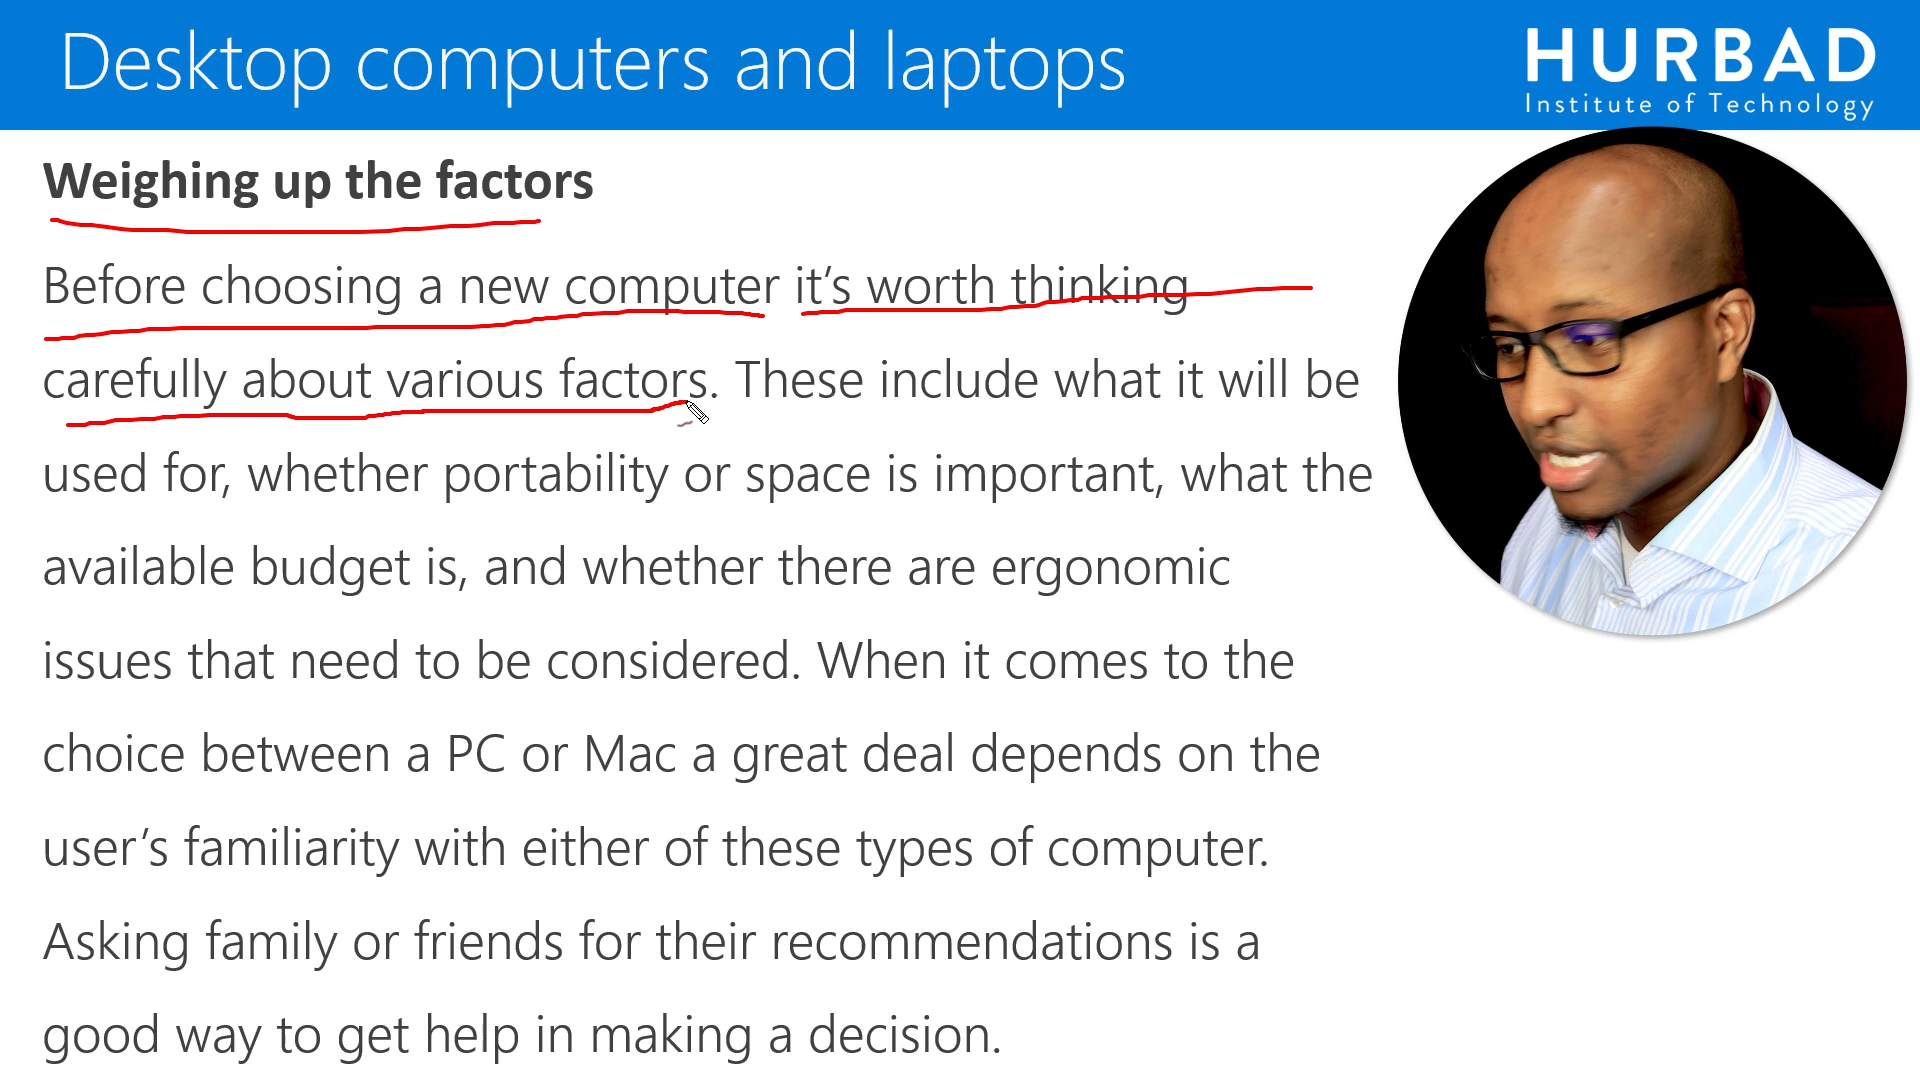 Desktop computers and laptops
HURBAD
Institute of Technology
Weighing up the factors
Before choosing a new computer it’s worth thinking
carefully about various factors. These include what it will be
used for, whether portability or space is important, what the
available budget is, and whether there are ergonomic
issues that need to be considered. When it comes to the
choice between a PC or Mac a great deal depends on the
user’s familiarity with either of these types of computer.
Asking family or friends for their recommendations is a
good way to get help in making a decision.